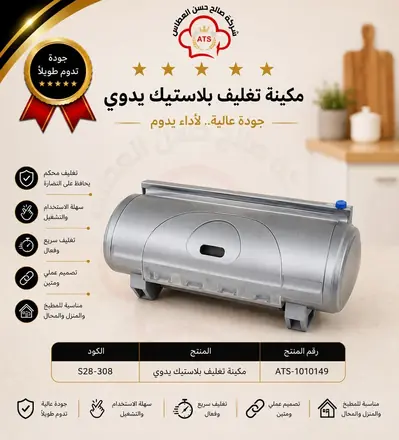 شركة صالح حسن العطاس
ATS
جودة
تدوم طويلاً
مكينة تغليف بلاستيك يدوي
جودة عالية.. لأداء يدوم
تغليف محكم
يحافظ على النضارة
سهلة الاستخدام
والتشغيل
تغليف سريع
وفعال
تصميم عملي
ومتين
مناسبة للمطبخ
والمنزل والمحال
رقم المنتج المنتج الكود
ATS-1010149 مكينة تغليف بلاستيك يدوي S28-308
مناسبة للمطبخ
والمنزل والمحال
تصميم عملي
ومتين
تغليف سريع
وفعال
سهلة الاستخدام
والتشغيل
جودة عالية
تدوم طويلاً